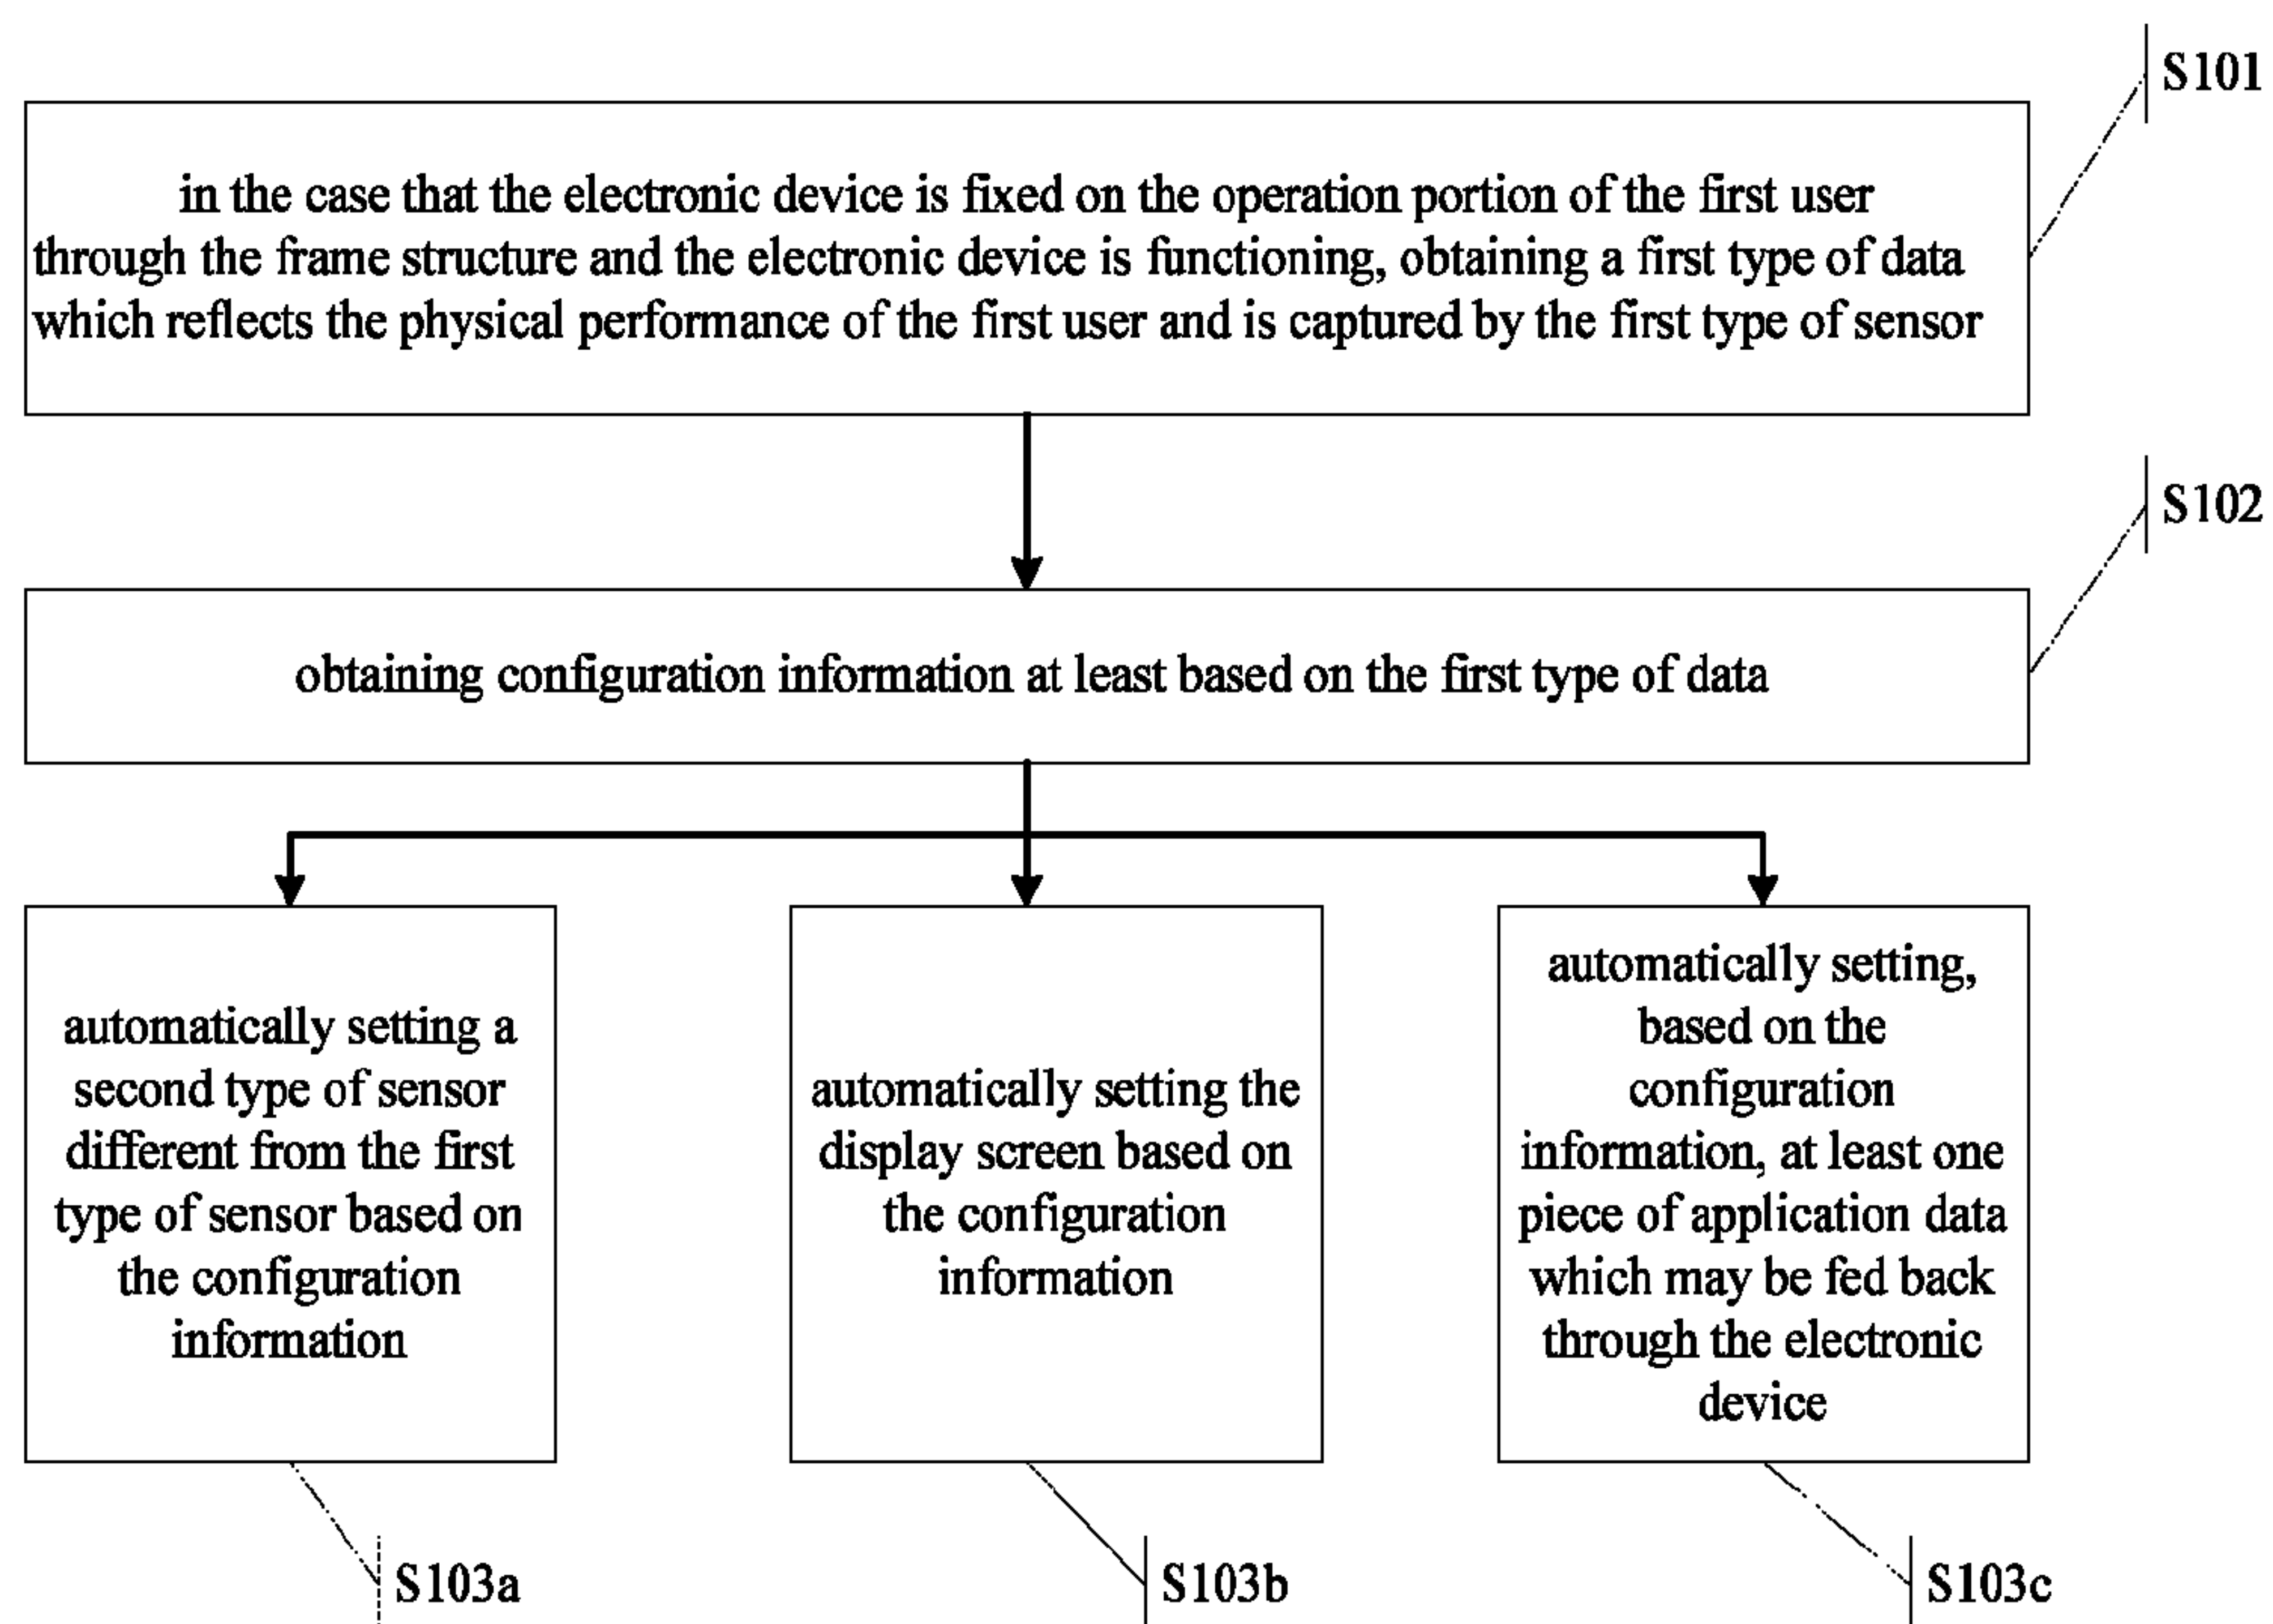 S101
in the case that the electronic device is fixed on the operation portion of the first user
through the frame structure and the electronic device is functioning, obtaining a first type of data
which reflects the physical performance of the first user and is captured by the first type of sensor
S102
obtaining configuration information at least based on the first type of data
automatically setting a
second type of sensor
different from the first
type of sensor based on
the configuration
information
automatically setting the
display screen based on
the configuration
information
automatically setting,
based on the
configuration
information, at least one
piece of application data
which may be fed back
through the electronic
device
S103a
S103b
S103c